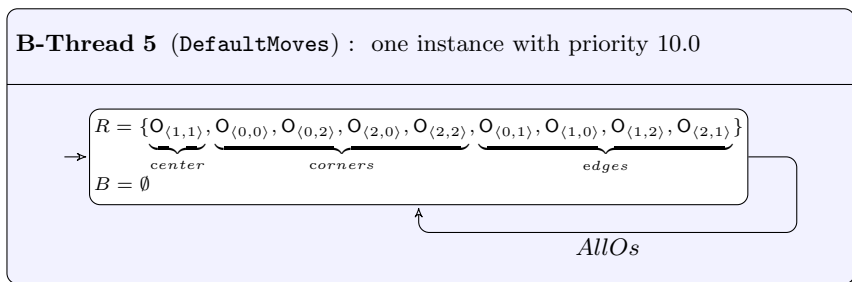 B-Thread 5 (DefaultMoves) : one instance with priority 10.0
R = {O⟨1,1⟩, O⟨0,0⟩, O⟨0,2⟩, O⟨2,0⟩, O⟨2,2⟩, O⟨0,1⟩, O⟨1,0⟩, O⟨1,2⟩, O⟨2,1⟩}
center corners edges
B = ∅
AllOs